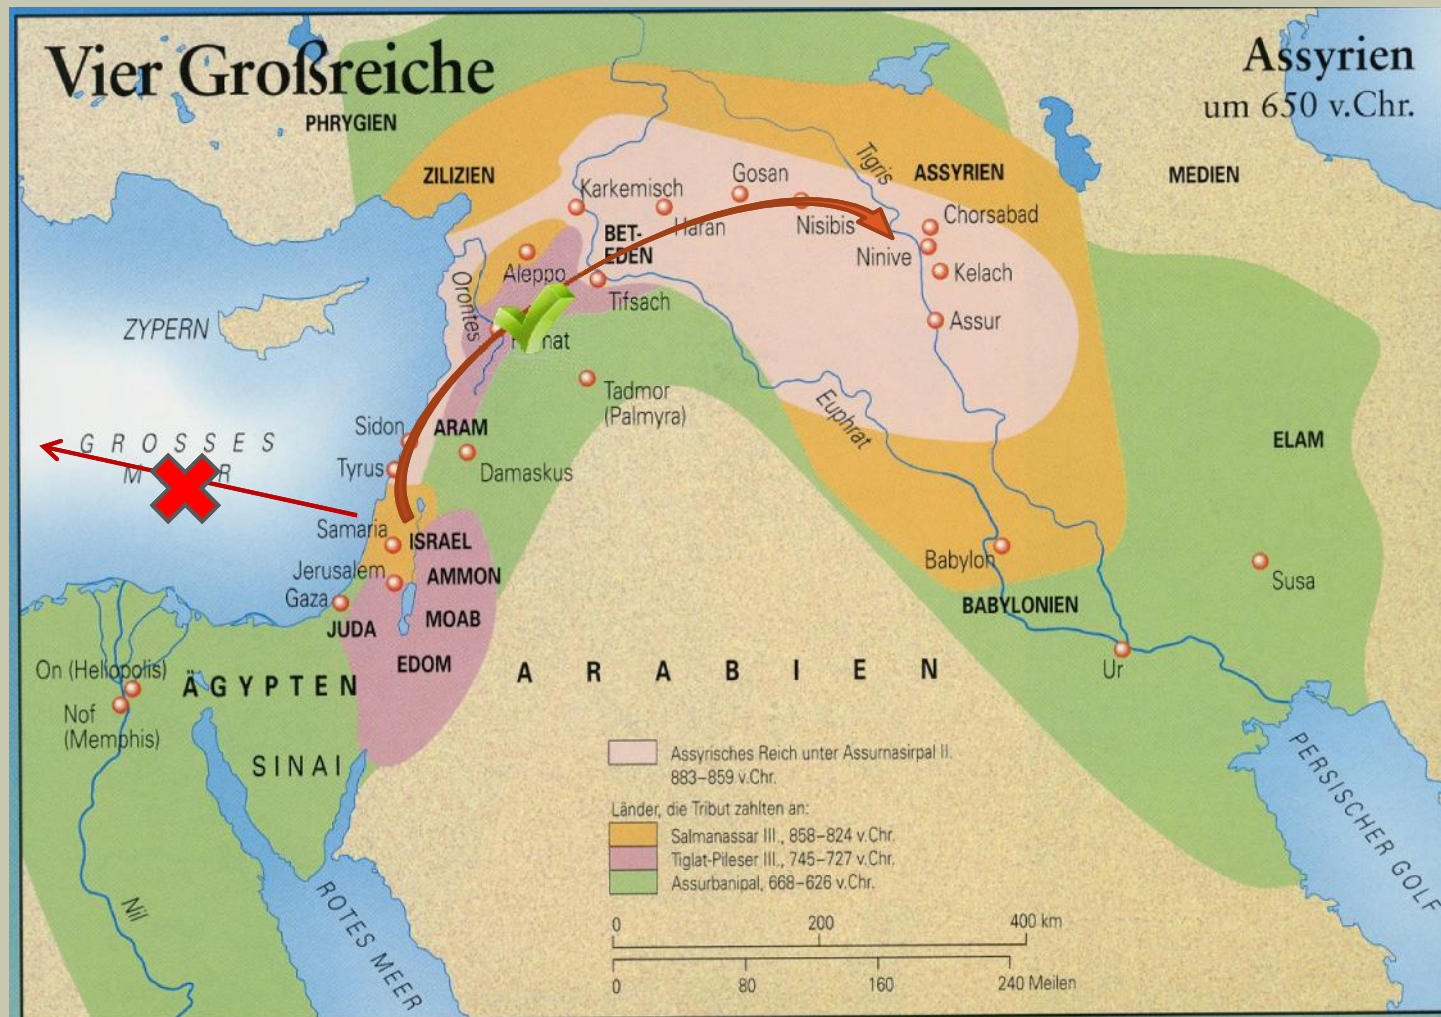 Vier Großreiche
Assyrien
um 650 v.Chr.
PHRYGIEN
ZILIZIEN
Tigris
ASSYRIEN
MEDIEN
Karkemisch
Gosan
Haran
Nisibis
Chorsabad
BET-
EDEN
Ninive
Kelach
Aleppo
Orontes
Tifsach
ZYPERN
Assur
Tadmor
(Palmyra)
Euphrat
Sidon
ARAM
GROSSES
Tyrus
Damaskus
ELAM
Samaria
ISRAEL
Jerusalem
AMMON
Babylon
Susa
Gaza
MOAB
BABYLONIEN
JUDA
EDOM
On (Heliopolis)
ÄGYPTEN
ARABIEN
Ur
Nof
(Memphis)
SINAI
PERSISCHER GOLF
Nil
ROTES MEER
Assyrisches Reich unter Assurnasirpal II.
883–859 v.Chr.
Länder, die Tribut zahlten an:
Salmanassar III., 858–824 v.Chr.
Tiglat-Pileser III., 745–727 v.Chr.
Assurbanipal, 668–626 v.Chr.
0 200 400 km
0 80 160 240 Meilen